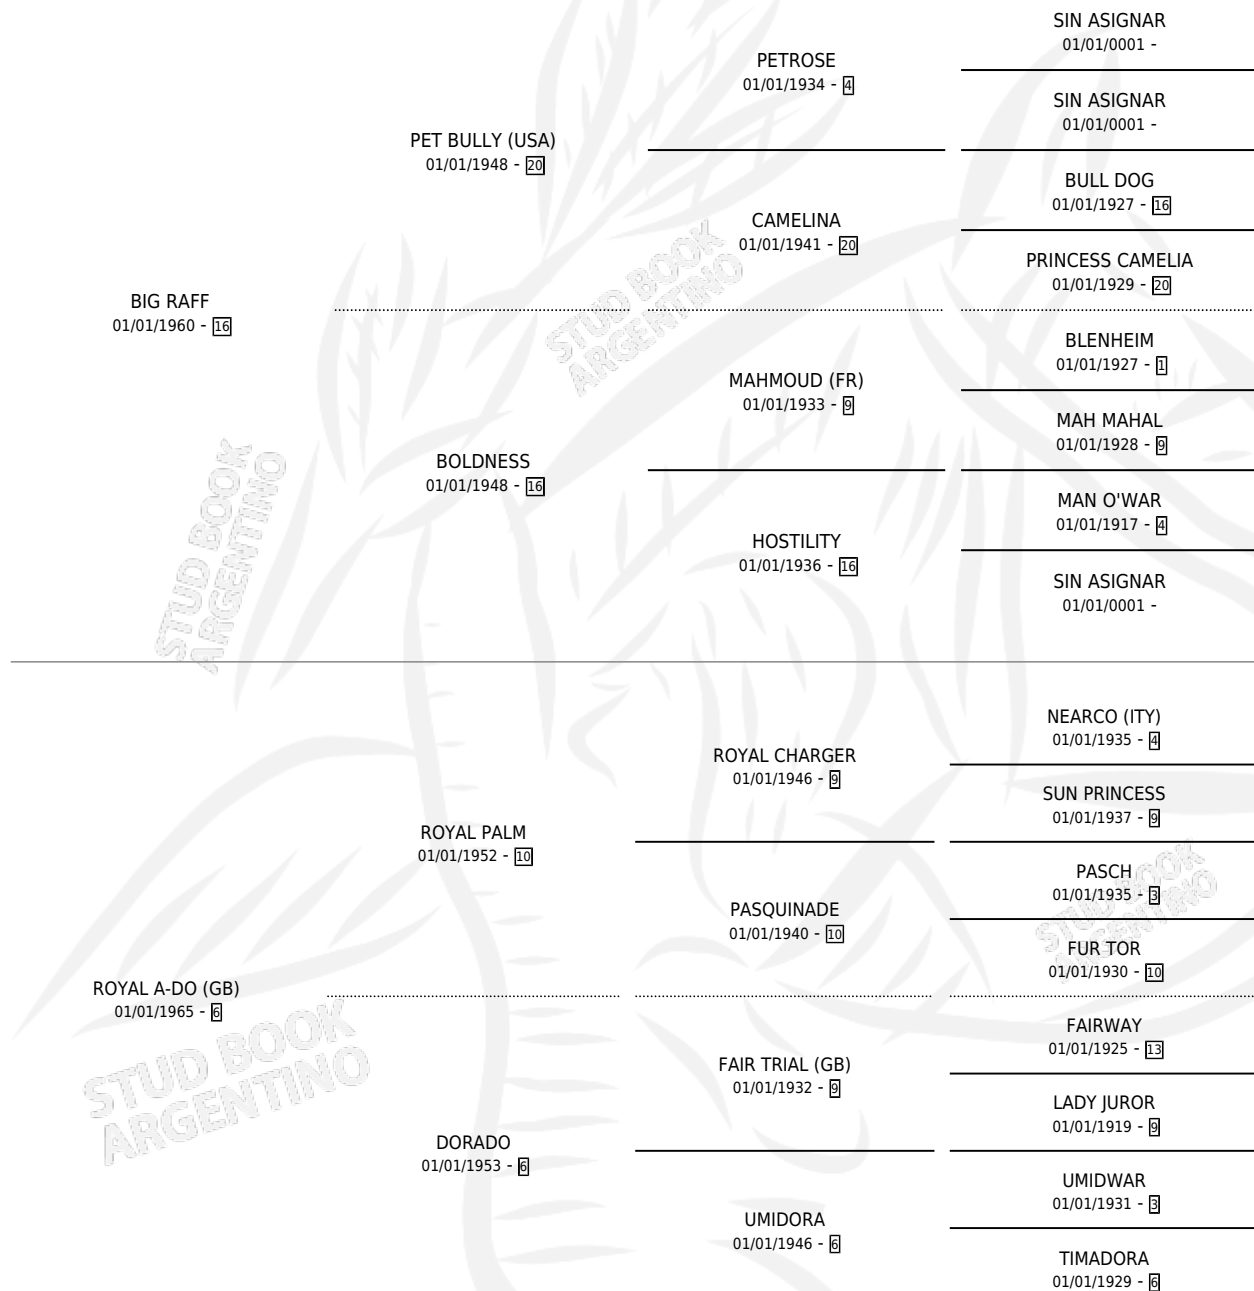 SIN ASIGNAR
01/01/0001 -
PETROSE
01/01/1934 - 4
SIN ASIGNAR
01/01/0001 -
PET BULLY (USA)
01/01/1948 - 20
BULL DOG
01/01/1927 - 16
CAMELINA
01/01/1941 - 20
PRINCESS CAMELIA
01/01/1929 - 20
BIG RAFF
01/01/1960 - 16
BLENHEIM
01/01/1927 - 1
MAHMOUD (FR)
01/01/1933 - 9
MAH MAHAL
01/01/1928 - 9
BOLDNESS
01/01/1948 - 16
MAN O'WAR
01/01/1917 - 4
HOSTILITY
01/01/1936 - 16
SIN ASIGNAR
01/01/0001 -
NEARCO (ITY)
01/01/1935 - 4
ROYAL CHARGER
01/01/1946 - 9
SUN PRINCESS
01/01/1937 - 9
ROYAL PALM
01/01/1952 - 10
PASCH
01/01/1935 - 3
PASQUINADE
01/01/1940 - 10
FUR TOR
01/01/1930 - 10
ROYAL A-DO (GB)
01/01/1965 - 6
FAIRWAY
01/01/1925 - 13
FAIR TRIAL (GB)
01/01/1932 - 9
LADY JUROR
01/01/1919 - 9
DORADO
01/01/1953 - 6
UMIDWAR
01/01/1931 - 3
UMIDORA
01/01/1946 - 6
TIMADORA
01/01/1929 - 6
STUD BOOK
ARGENTINO
STUD BOOK
ARGENTINO
STUD BOOK
ARGENTINO
STUD BOOK
ARGENTINO